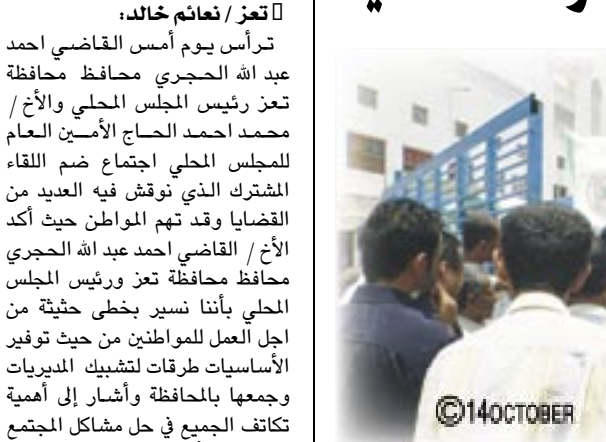 تعز / نعائم خالد:
ترأس يوم أمس القاضي احمد
عبد الله الحجري محافظ محافظة
تعز رئيس المجلس المحلي والأخ /
محمد احمد الحاج الأمين العام
للمجلس المحلي اجتماع ضم اللقاء
المشترك الذي نوقش فيه العديد من
القضايا وقد تهم المواطن حيث أكد
الأخ / القاضي احمد عبد الله الحجري
محافظ محافظة تعز ورئيس المجلس
المحلي بأننا نسير بخطى حثيثة من
اجل العمل للمواطنين من حيث توفير
الأساسيات طرقات لتشبيك المديريات
وجمعها بالمحافظة وأشار إلى أهمية
تكاتف الجميع في حل مشاكل المجتمع
©14OCTOBER